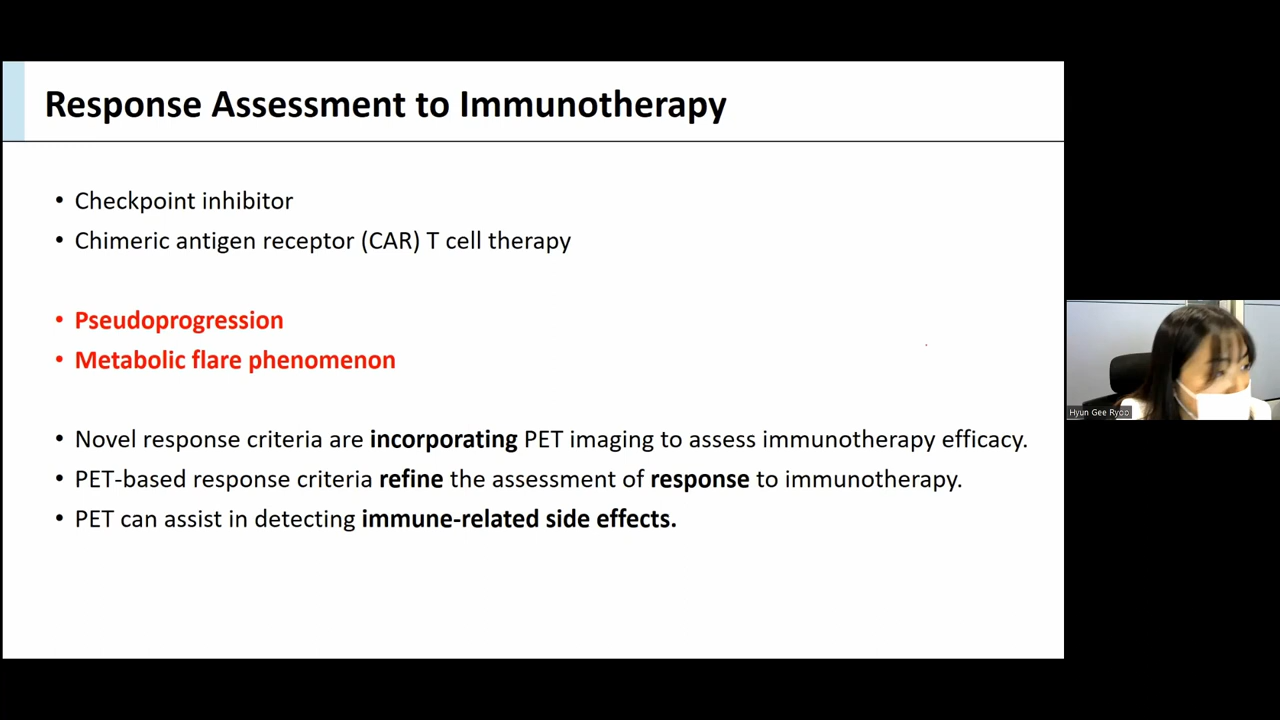 Response Assessment to Immunotherapy
• Checkpoint inhibitor
• Chimeric antigen receptor (CAR) T cell therapy
• Pseudoprogression
• Metabolic flare phenomenon
• Novel response criteria are incorporating PET imaging to assess immunotherapy efficacy.
• PET-based response criteria refine the assessment of response to immunotherapy.
• PET can assist in detecting immune-related side effects.
Hyun Gee Ryoo